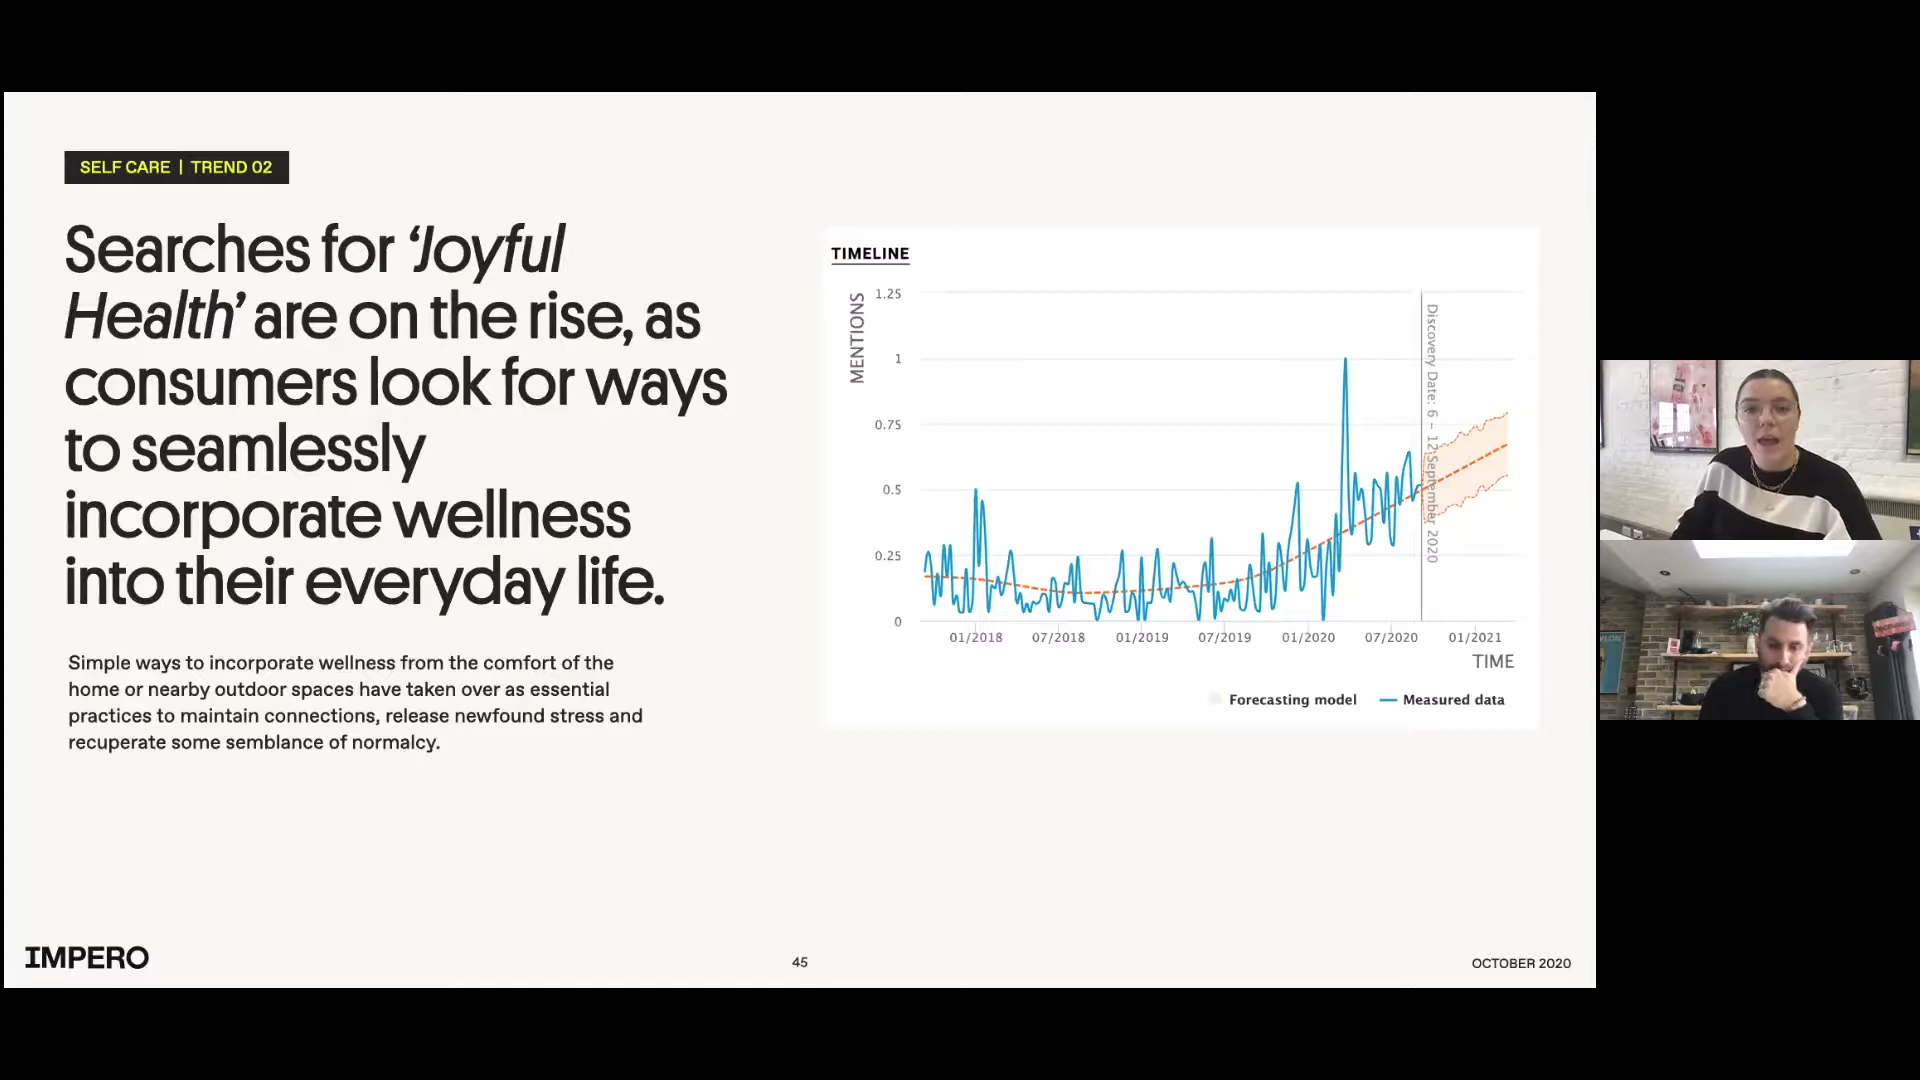 SELF CARE | TREND 02
Searches for ‘Joyful
Health’ are on the rise, as
consumers look for ways
to seamlessly
incorporate wellness
into their everyday life.
Simple ways to incorporate wellness from the comfort of the
home or nearby outdoor spaces have taken over as essential
practices to maintain connections, release newfound stress and
recuperate some semblance of normalcy.
TIMELINE
MENTIONS
1.25
1
0.75
0.5
0.25
0
Discovery Date: 6 – 12 September 2020
01/2018 07/2018 01/2019 07/2019 01/2020 07/2020 01/2021
TIME
Forecasting model Measured data
IMPERO
45
OCTOBER 2020